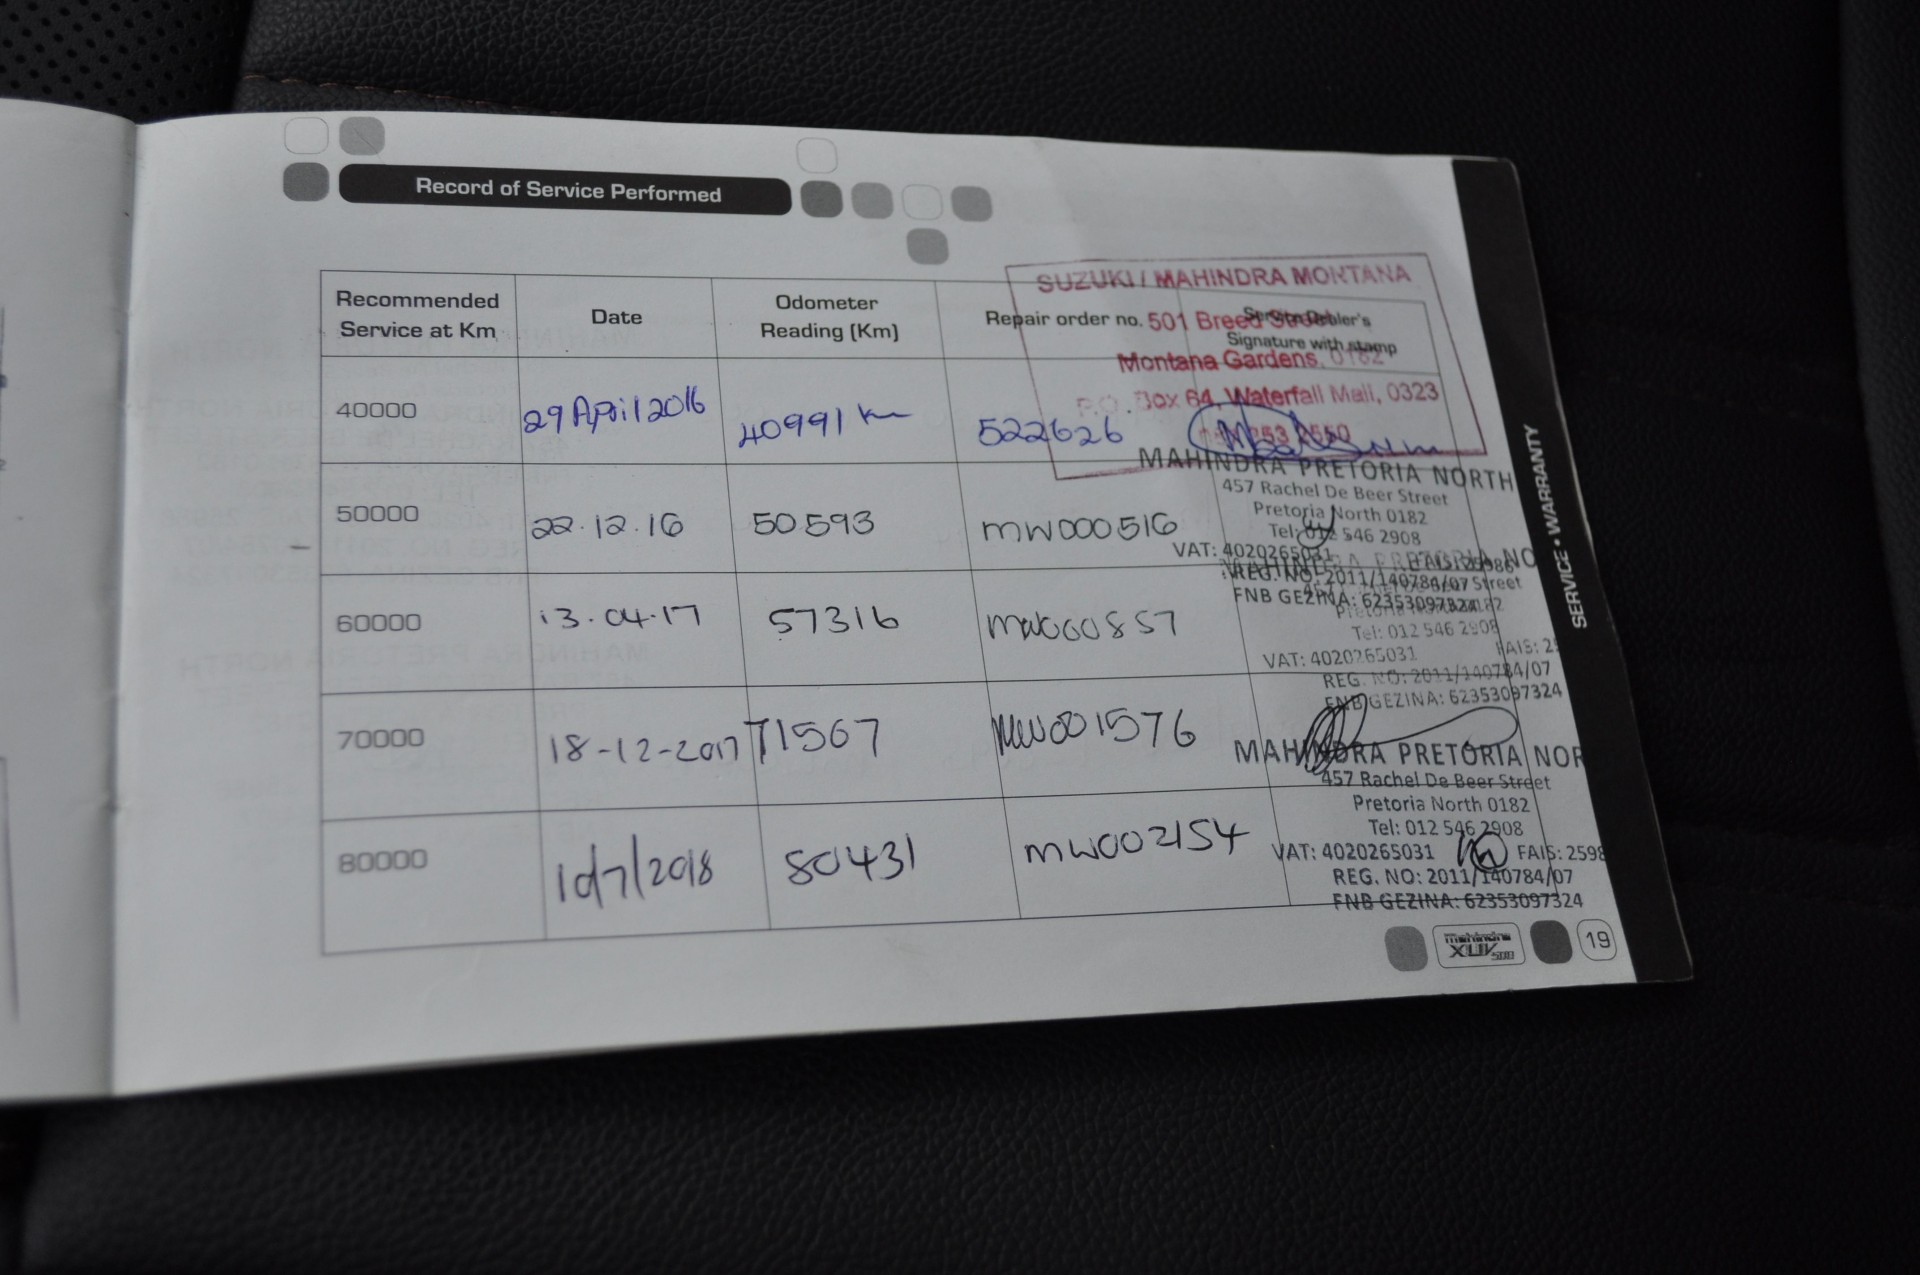 Record of Service Performed
Recommended Service at Km
Date
Odometer Reading (Km)
Repair order no.
Signature with stamp
SUZUKI / MAHINDRA MONTANA
501 Breed Street
Montana Gardens, 0182
P.O. Box 64, Waterfall Mall, 0323
40000 29 April 2016 40991 km 522626
MAHINDRA PRETORIA NORTH
457 Rachel De Beer Street
Pretoria North 0182
Tel: 012 546 2908
VAT: 4020265031
REG. NO: 2011/140784/07
FNB GEZINA: 62353097324
50000 22.12.16 50593 MW000516
60000 13.04.17 57316 MW000857
Tel: 012 546 2908
VAT: 4020265031
REG. NO: 2011/140784/07
FNB GEZINA: 62353097324
70000 18-12-2017 71567 MW001576
MAHINDRA PRETORIA NOR
457 Rachel De Beer Street
Pretoria North 0182
Tel: 012 546 2908
VAT: 4020265031 FAIS: 2598
REG. NO: 2011/140784/07
FNB GEZINA: 62353097324
80000 10/7/2018 80431 MW002154
SERVICE • WARRANTY
mahindra
XUV 500
19